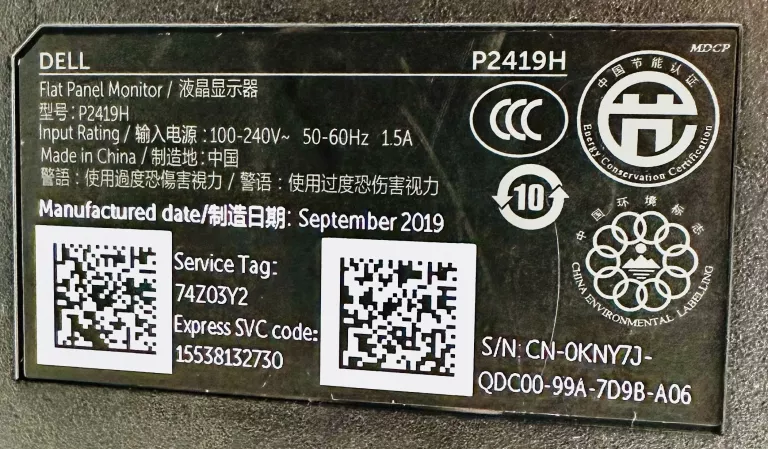 DELL
P2419H
MDCP
Flat Panel Monitor / 液晶显示器
型号: P2419H
Input Rating / 输入电源 : 100-240V~ 50-60Hz 1.5A
Made in China / 制造地: 中国
警語 : 使用過度恐傷害視力 / 警语 : 使用过度恐伤害视力
Manufactured date/制造日期: September 2019
CCC
中国节能认证
Energy Conservation Certification
10
中国环境标志
CHINA ENVIRONMENTAL LABELLING
Service Tag:
74Z03Y2
Express SVC code:
15538132730
S/N: CN-0KNY7J-
QDC00-99A-7D9B-A06